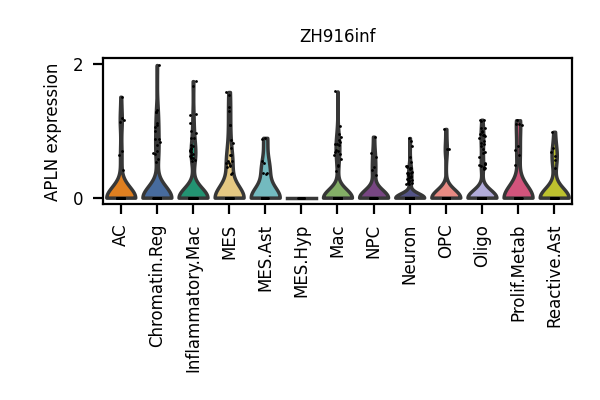 ZH916inf
APLN expression
2
0
AC
Chromatin.Reg
Inflammatory.Mac
MES
MES.Ast
MES.Hyp
Mac
NPC
Neuron
OPC
Oligo
Prolif.Metab
Reactive.Ast